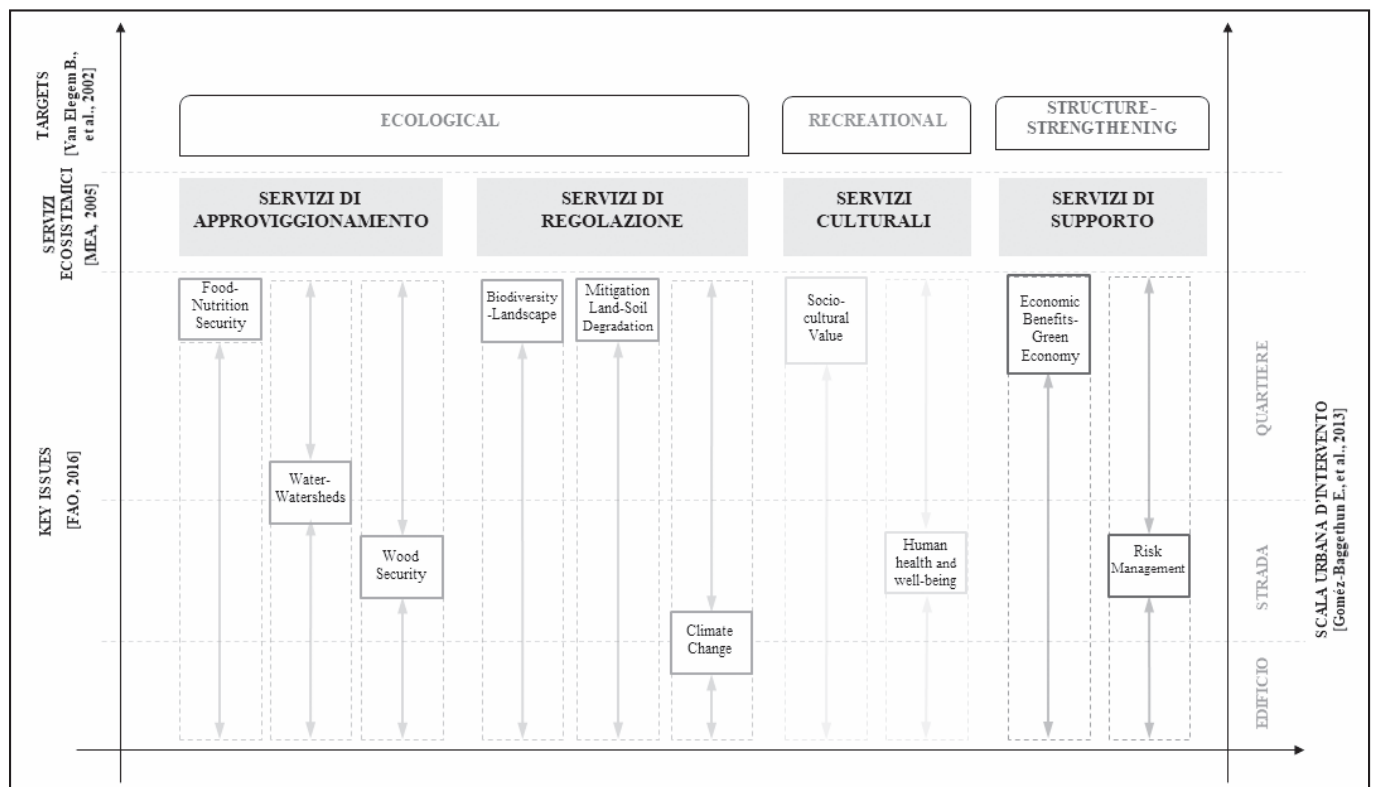 TARGETS
[Van Elegem B.,
et al., 2002]
ECOLOGICAL
RECREATIONAL
STRUCTURE-
STRENGTHENING
SERVIZI
ECOSISTEMICI
[MEA, 2005]
SERVIZI DI
APPROVIGGIONAMENTO
SERVIZI DI
REGOLAZIONE
SERVIZI
CULTURALI
SERVIZI DI
SUPPORTO
KEY ISSUES
[FAO, 2016]
Food-
Nutrition
Security
Water-
Watersheds
Wood
Security
Biodiversity
-Landscape
Mitigation
Land-Soil
Degradation
Climate
Change
Socio-
cultural
Value
Human
health and
well-being
Economic
Benefits-
Green
Economy
Risk
Management
QUARTIERE
STRADA
EDIFICIO
SCALA URBANA D'INTERVENTO
[Goméz-Baggethun E., et al., 2013]